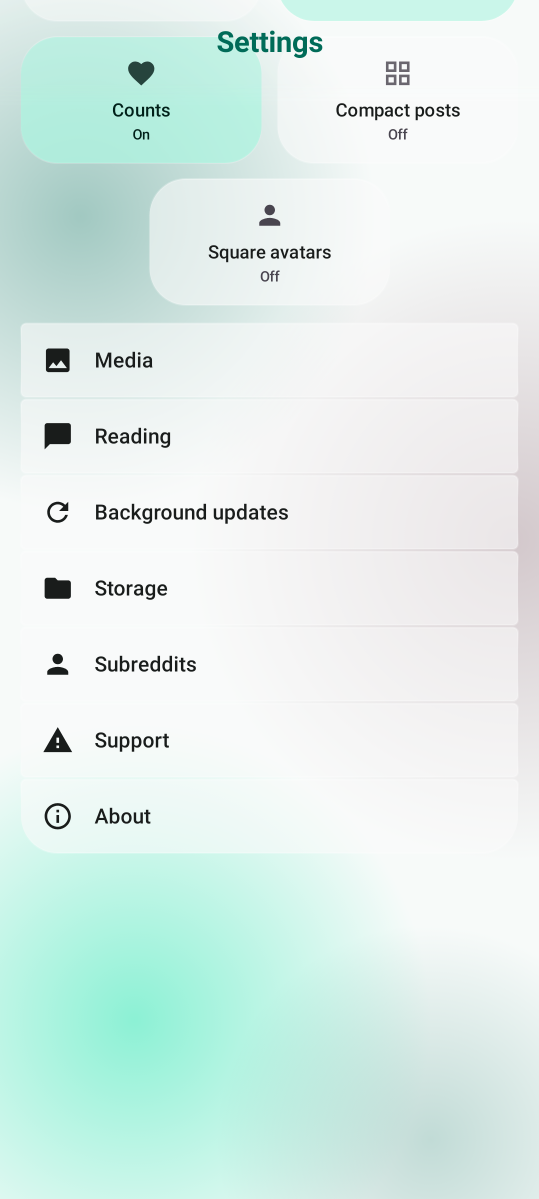 Settings
Counts
On
Compact posts
Off
Square avatars
Off
Media
Reading
Background updates
Storage
Subreddits
Support
About